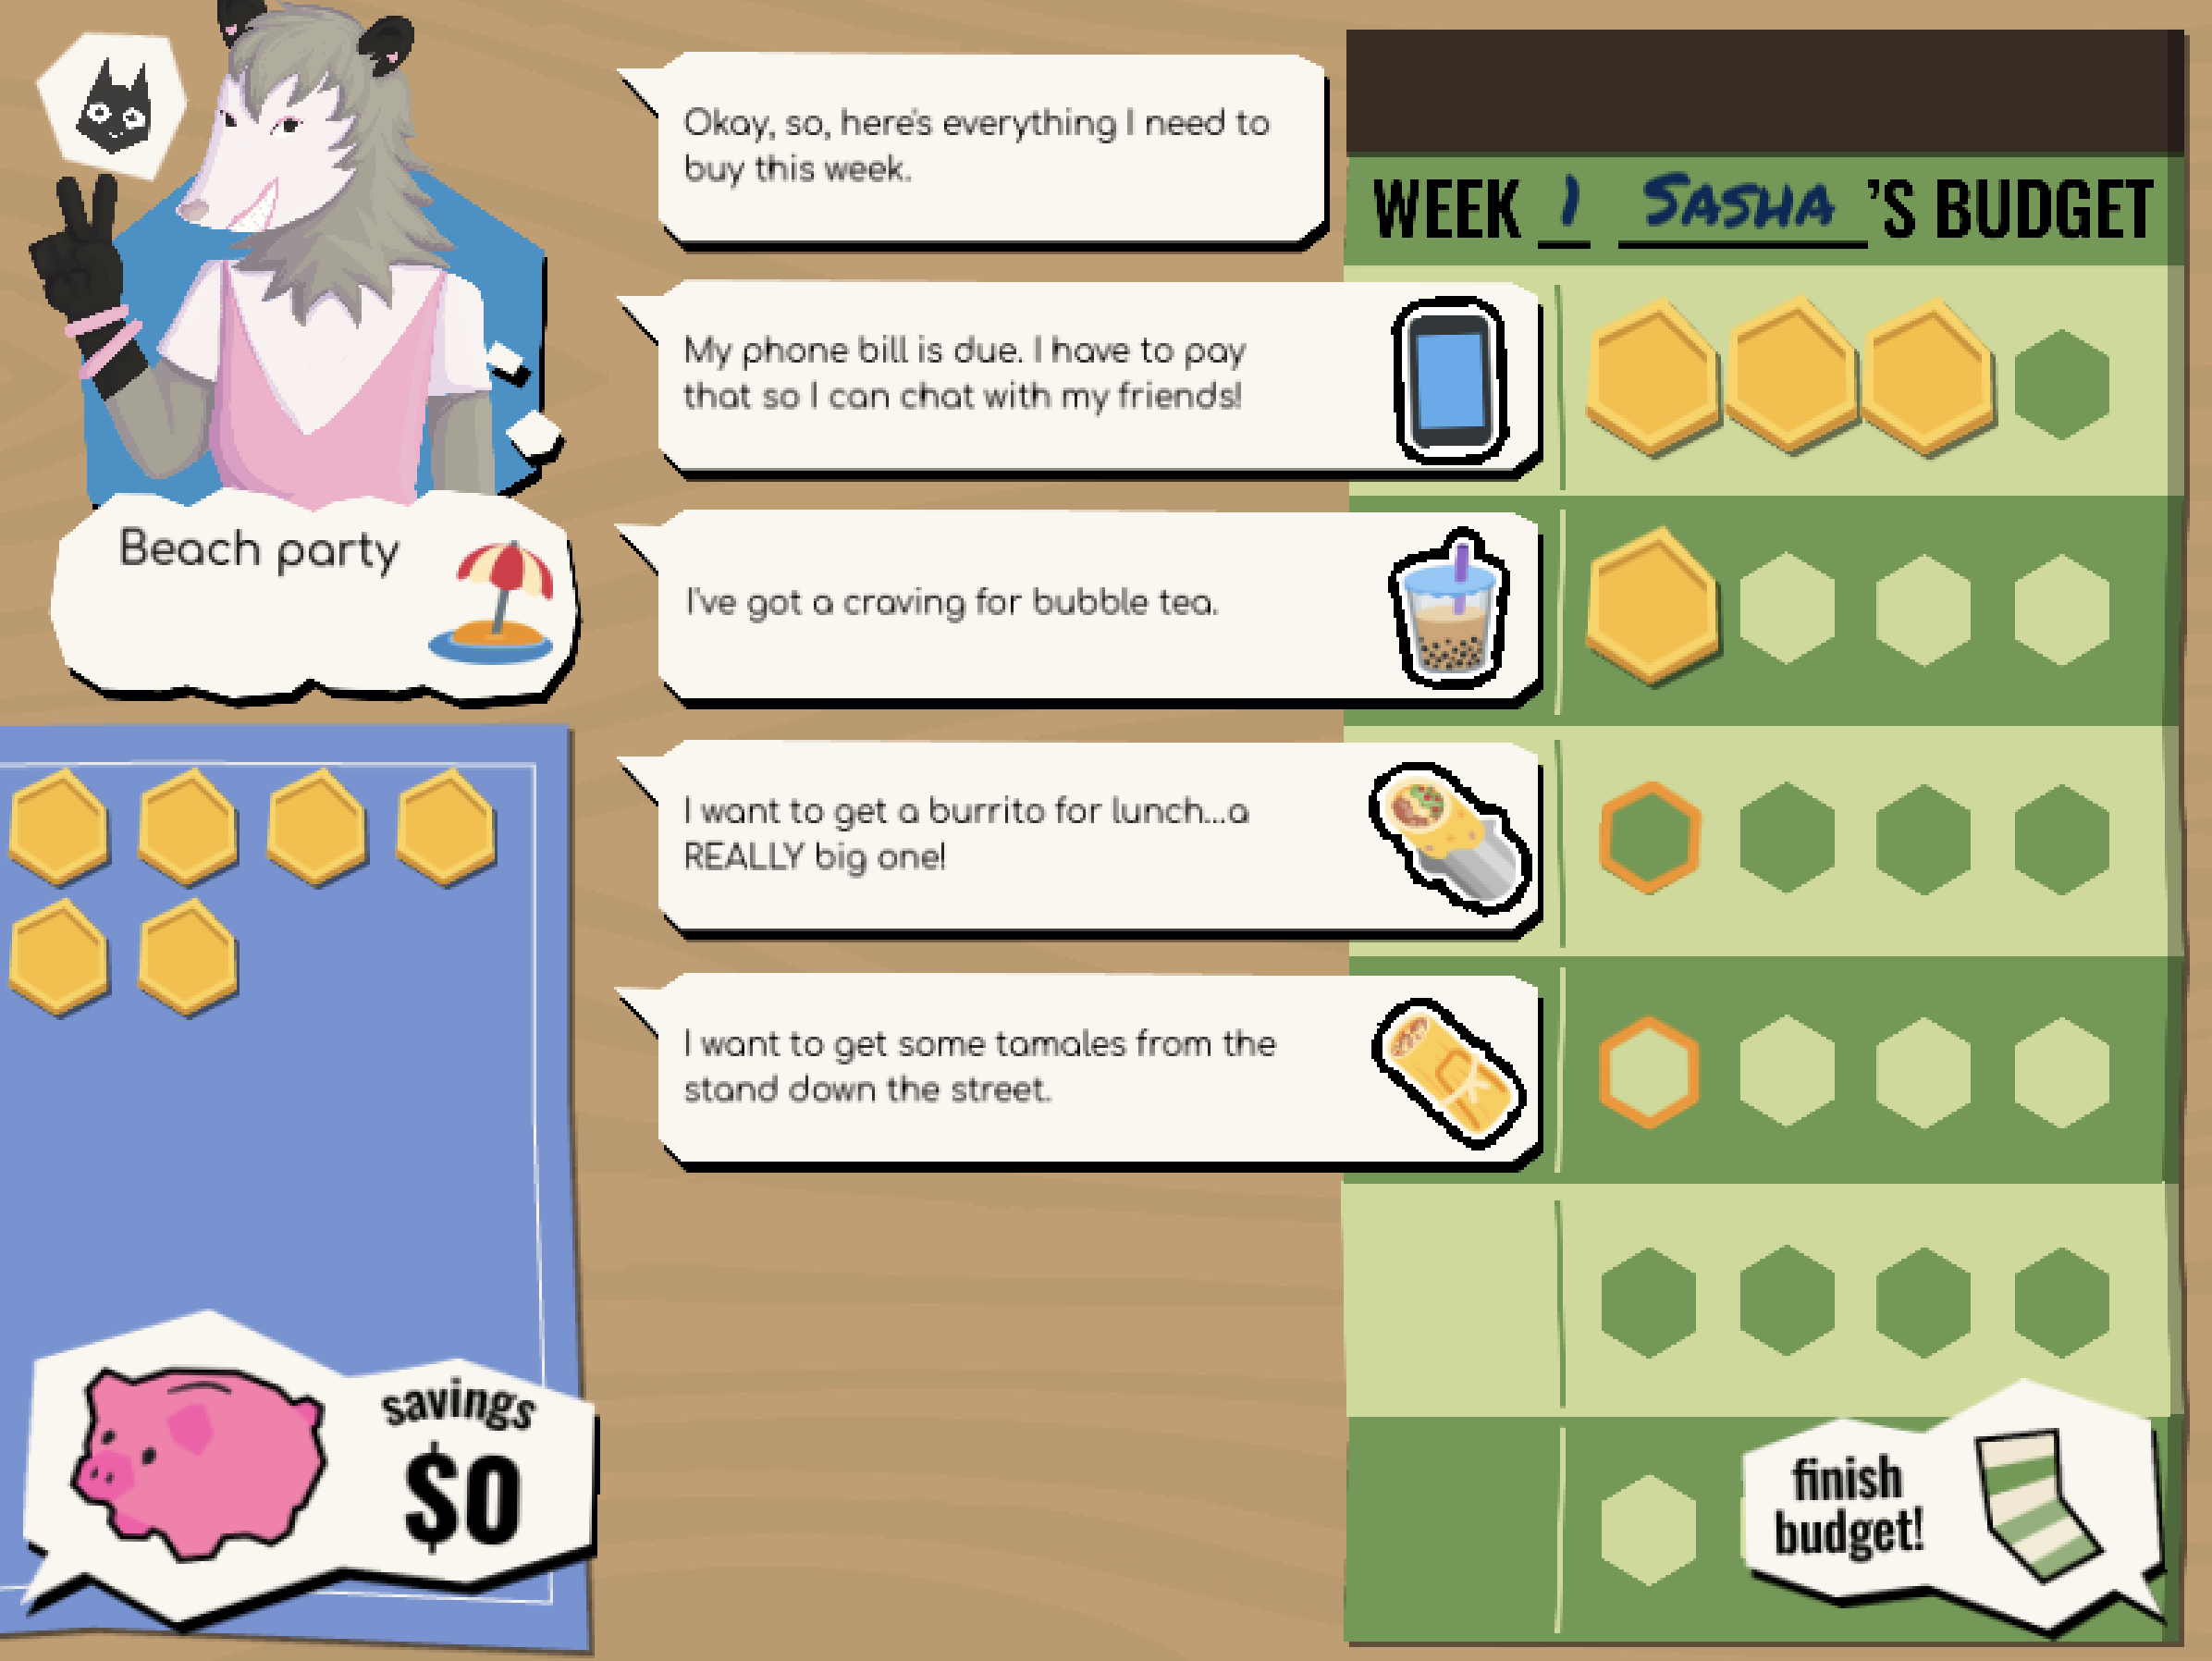 Okay, so, here's everything I need to
buy this week.
WEEK 1 SASHA 'S BUDGET
My phone bill is due. I have to pay
that so I can chat with my friends!
Beach party
I've got a craving for bubble tea.
I want to get a burrito for lunch...a
REALLY big one!
I want to get some tamales from the
stand down the street.
savings
$0
finish
budget!